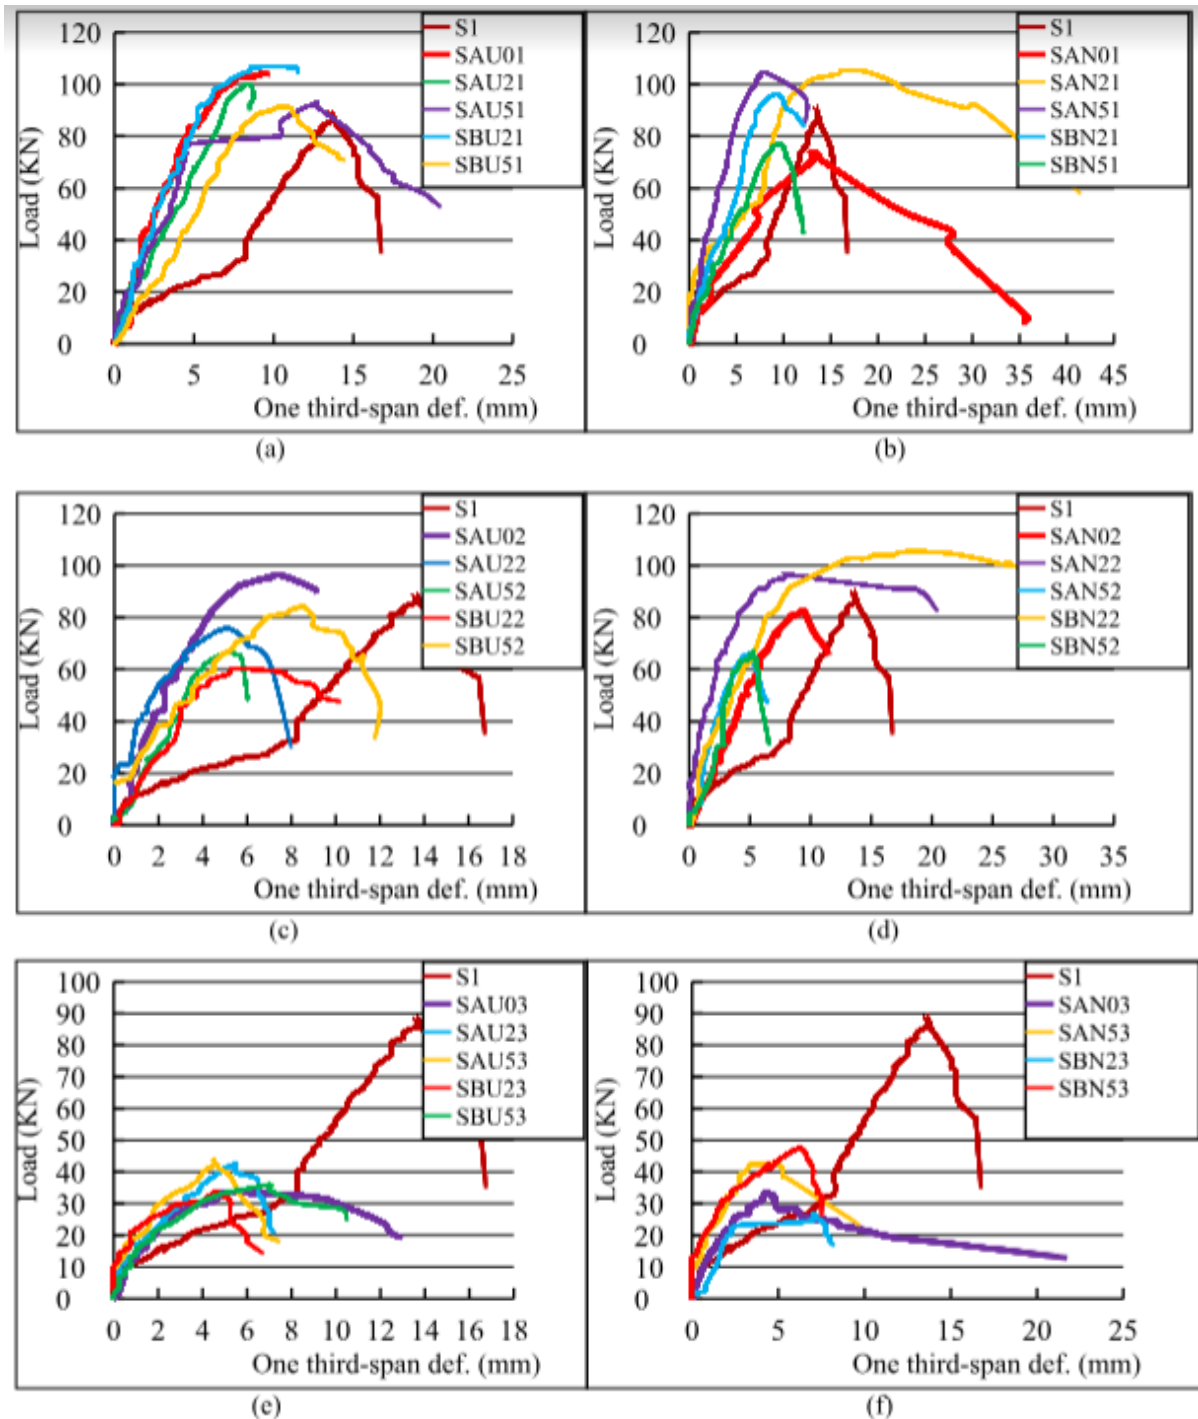 120
100
80
60
40
20
0
Load (KN)
0 5 10 15 20 25
One third-span def. (mm)
S1
SAU01
SAU21
SAU51
SBU21
SBU51
(a)
120
100
80
60
40
20
0
Load (KN)
0 5 10 15 20 25 30 35 40 45
One third-span def. (mm)
S1
SAN01
SAN21
SAN51
SBN21
SBN51
(b)
120
100
80
60
40
20
0
Load (KN)
0 2 4 6 8 10 12 14 16 18
One third-span def. (mm)
S1
SAU02
SAU22
SAU52
SBU22
SBU52
(c)
120
100
80
60
40
20
0
Load (KN)
0 5 10 15 20 25 30 35
One third-span def. (mm)
S1
SAN02
SAN22
SAN52
SBN22
SBN52
(d)
100
90
80
70
60
50
40
30
20
10
0
Load (KN)
0 2 4 6 8 10 12 14 16 18
One third-span def. (mm)
S1
SAU03
SAU23
SAU53
SBU23
SBU53
(e)
100
90
80
70
60
50
40
30
20
10
0
Load (KN)
0 5 10 15 20 25
One third-span def. (mm)
S1
SAN03
SAN53
SBN23
SBN53
(f)